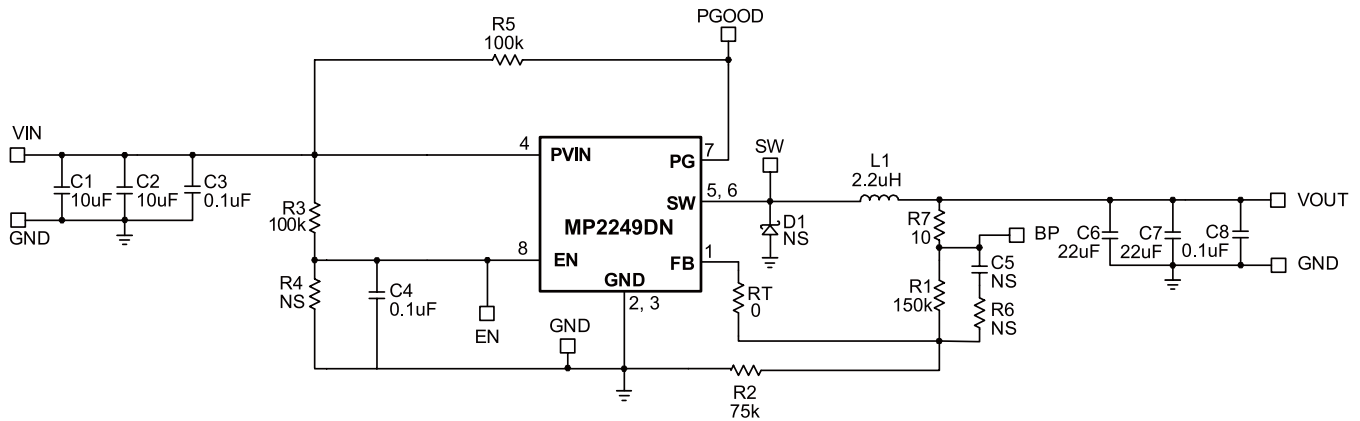 PGOOD
R5
100k
VIN
4
PVIN
PG
7
SW
L1
2.2uH
C1
10uF
C2
10uF
C3
0.1uF
GND
R3
100k
SW
5, 6
MP2249DN
D1
NS
R7
10
BP
C6
22uF
C7
22uF
C8
0.1uF
VOUT
GND
8
EN
FB
1
GND
2, 3
R4
NS
C4
0.1uF
EN
GND
RT
0
R1
150k
C5
NS
R6
NS
R2
75k